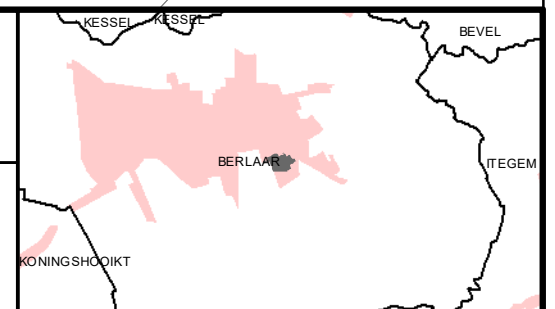 KESSEL
KESSEL
BEVEL
BERLAAR
ITEGEM
KONINGSHOOIKT